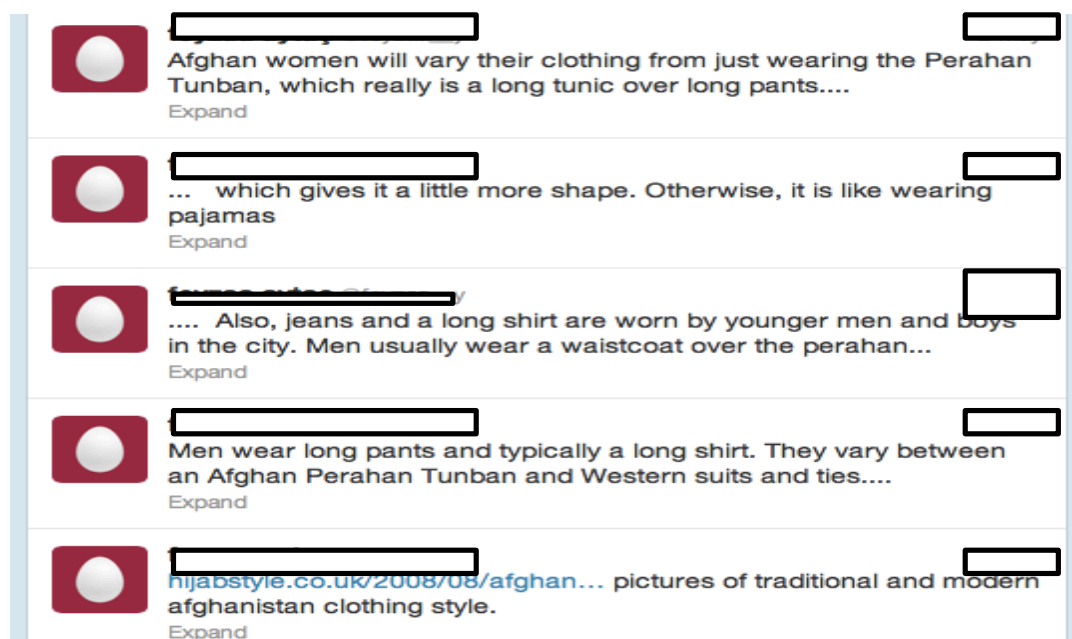 Afghan women will vary their clothing from just wearing the Perahan
Tunban, which really is a long tunic over long pants....
Expand
... which gives it a little more shape. Otherwise, it is like wearing
pajamas
Expand
.... Also, jeans and a long shirt are worn by younger men and boys
in the city. Men usually wear a waistcoat over the perahan...
Expand
Men wear long pants and typically a long shirt. They vary between
an Afghan Perahan Tunban and Western suits and ties....
Expand
hijabstyle.co.uk/2008/08/afghan... pictures of traditional and modern
afghanistan clothing style.
Expand